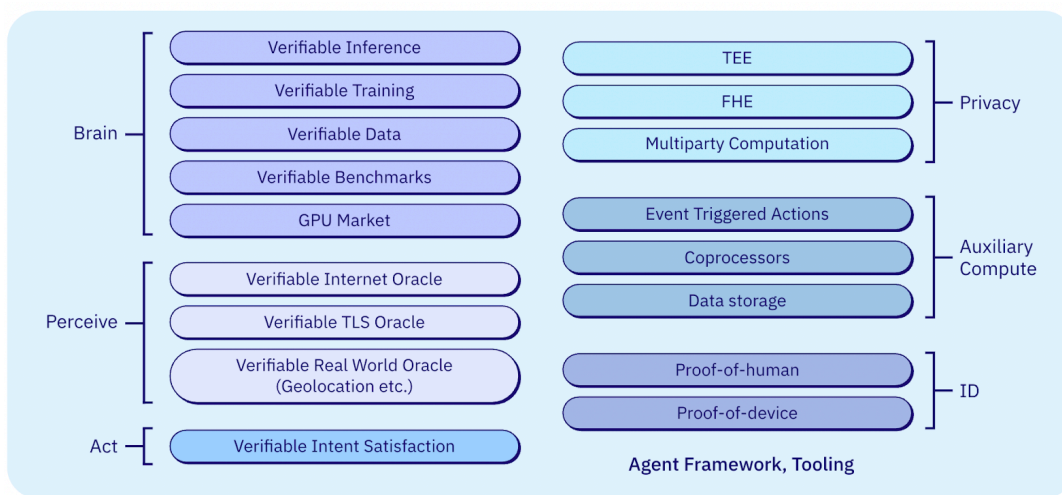 Brain
Verifiable Inference
Verifiable Training
Verifiable Data
Verifiable Benchmarks
GPU Market
Perceive
Verifiable Internet Oracle
Verifiable TLS Oracle
Verifiable Real World Oracle
(Geolocation etc.)
Act
Verifiable Intent Satisfaction
TEE
FHE
Multiparty Computation
Privacy
Event Triggered Actions
Coprocessors
Data storage
Auxiliary
Compute
Proof-of-human
Proof-of-device
ID
Agent Framework, Tooling